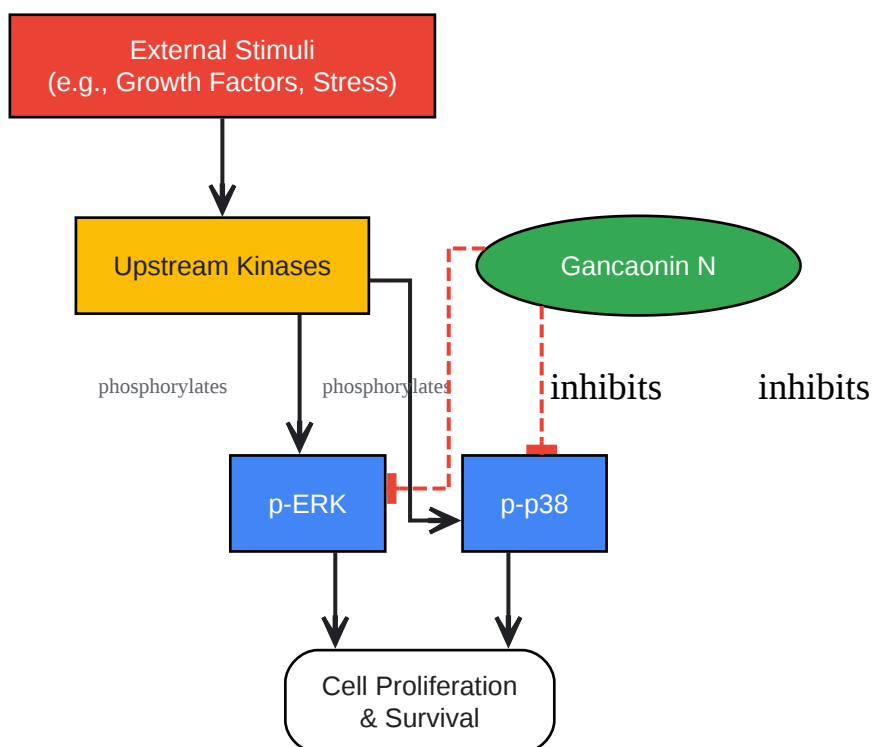 External Stimuli
(e.g., Growth Factors, Stress)
Upstream Kinases
Gancaonin N
phosphorylates
phosphorylates
inhibits
inhibits
p-ERK
p-p38
Cell Proliferation
& Survival